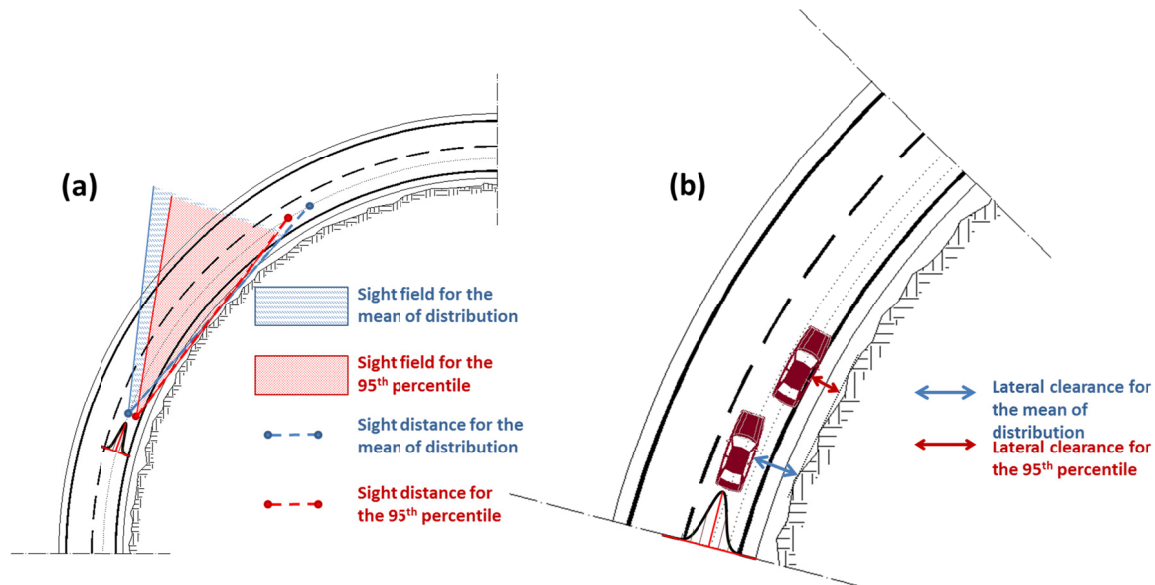 (a)
Sight field for the
mean of distribution
Sight field for the
95th percentile
Sight distance for the
mean of distribution
Sight distance for
the 95th percentile
(b)
Lateral clearance for
the mean of
distribution
Lateral clearance for
the 95th percentile